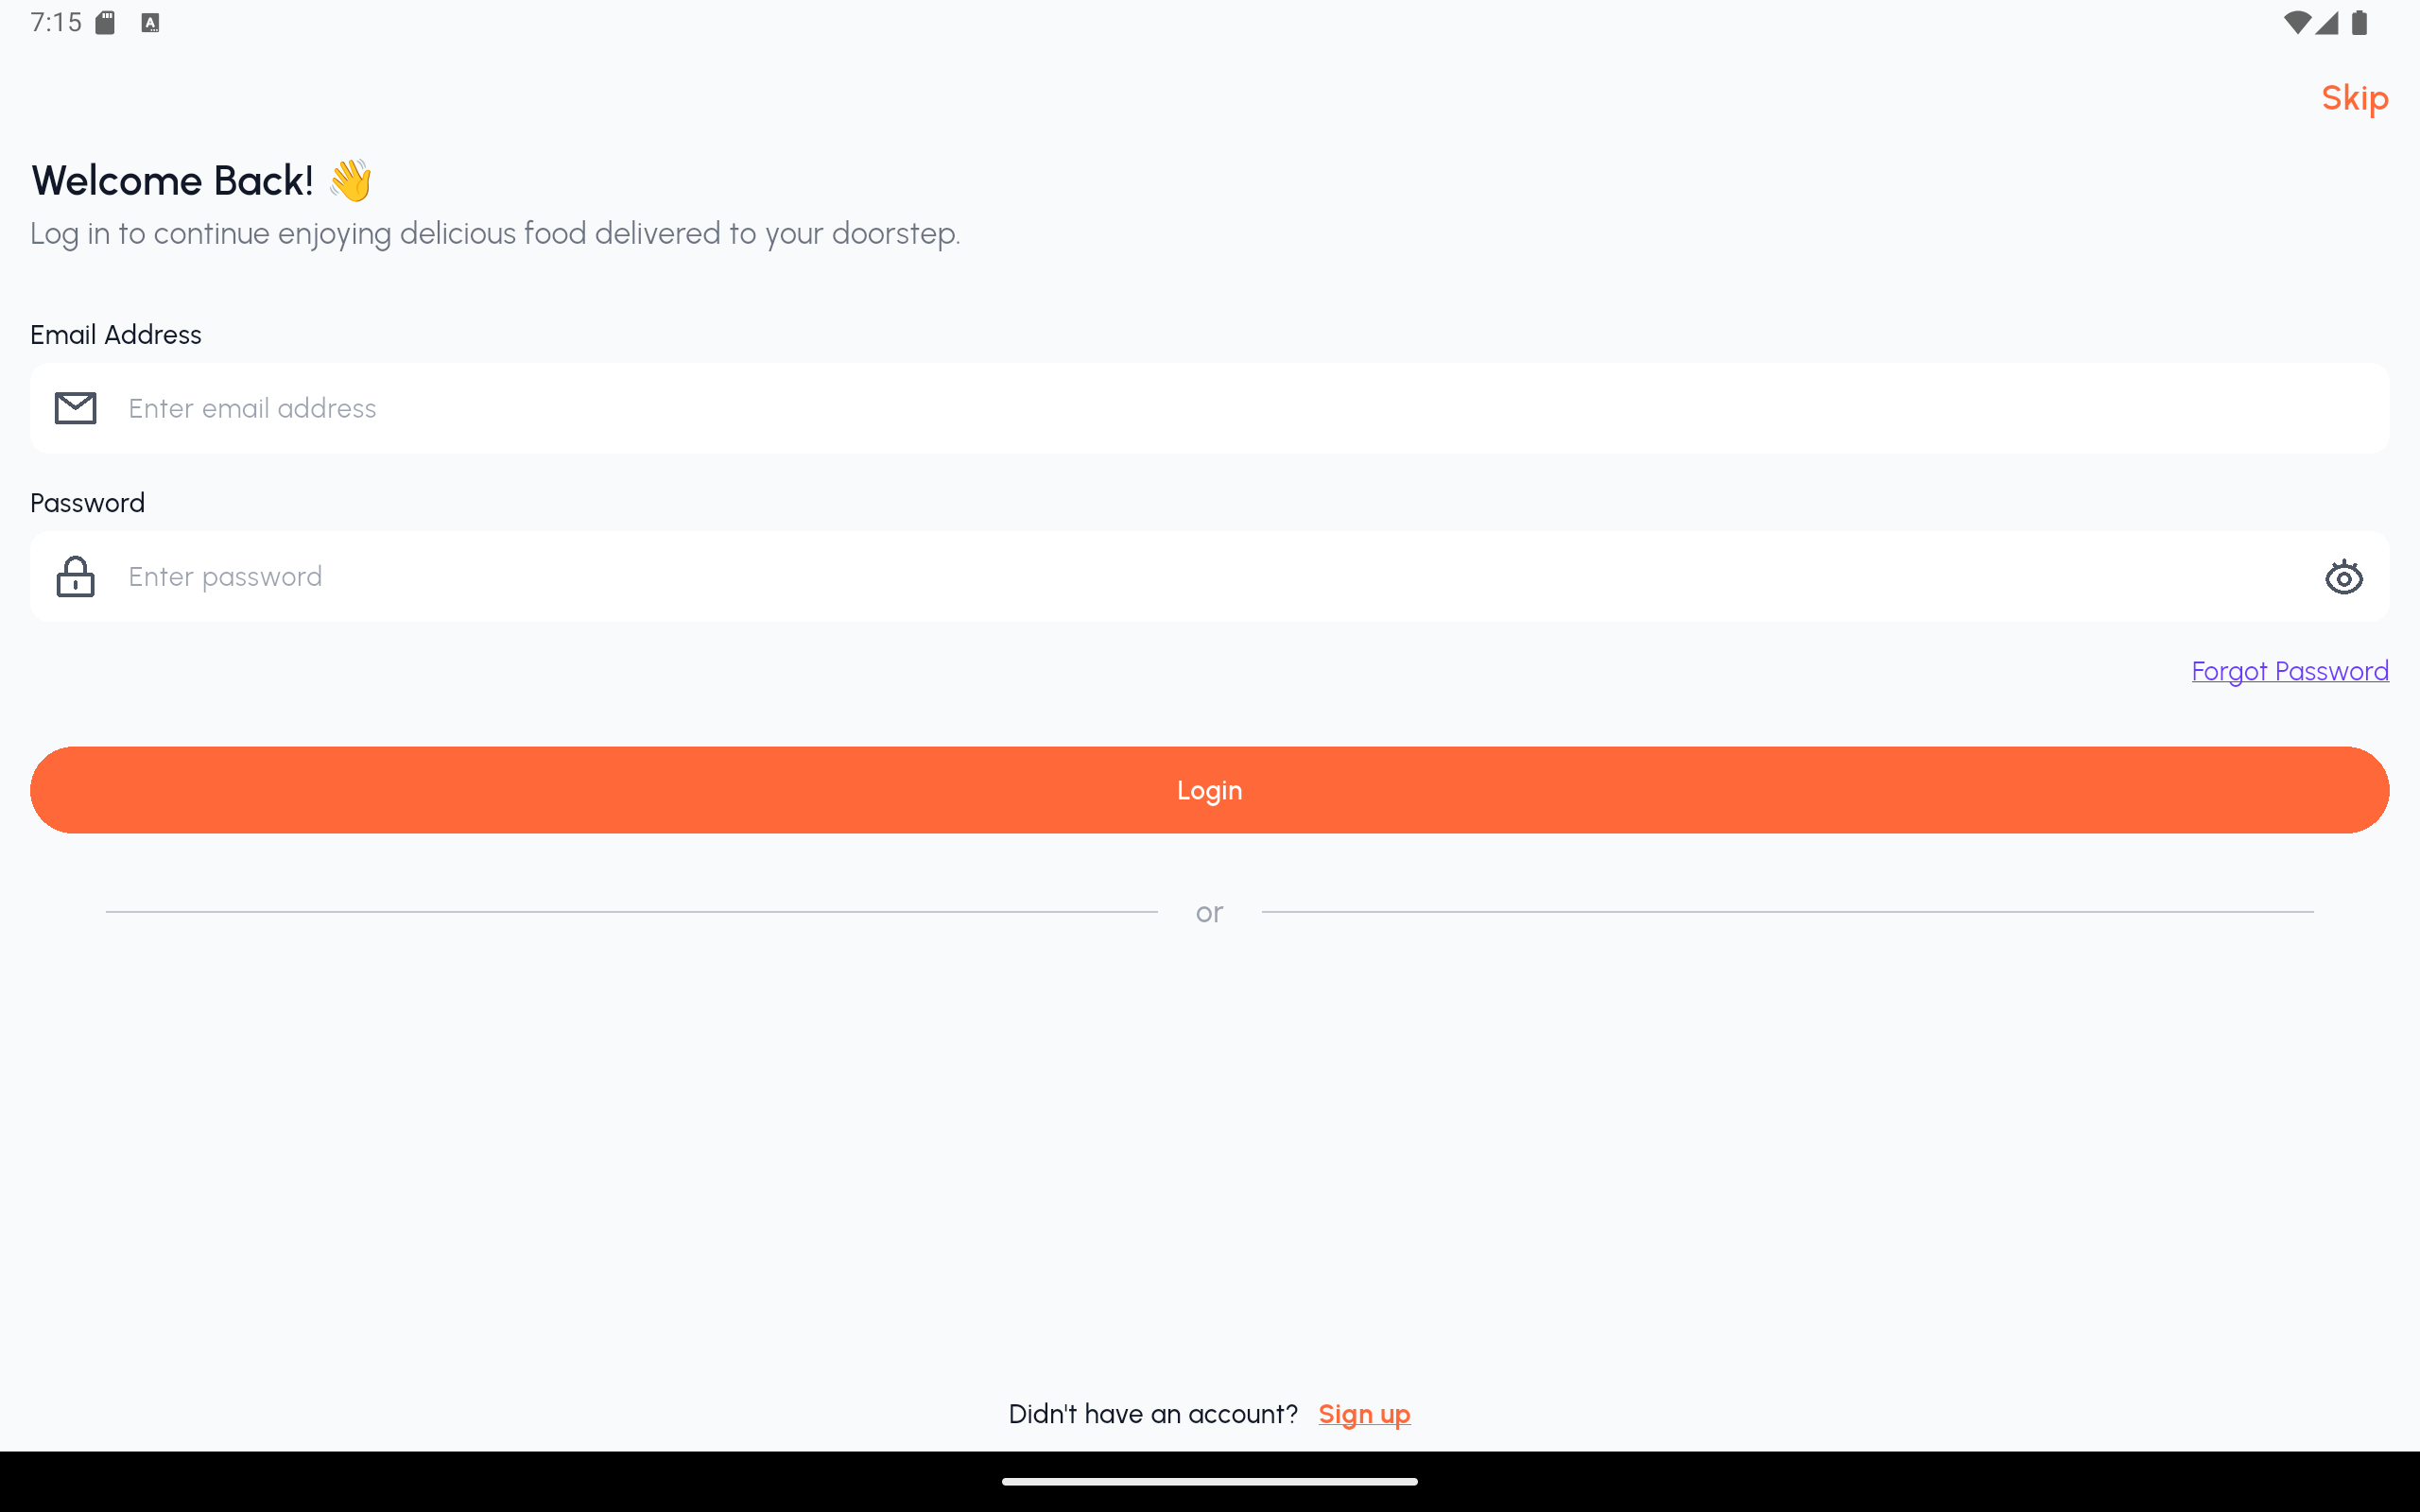 7:15
Skip
Welcome Back! 👋
Log in to continue enjoying delicious food delivered to your doorstep.
Email Address
Enter email address
Password
Enter password
Forgot Password
Login
or
Didn't have an account? Sign up